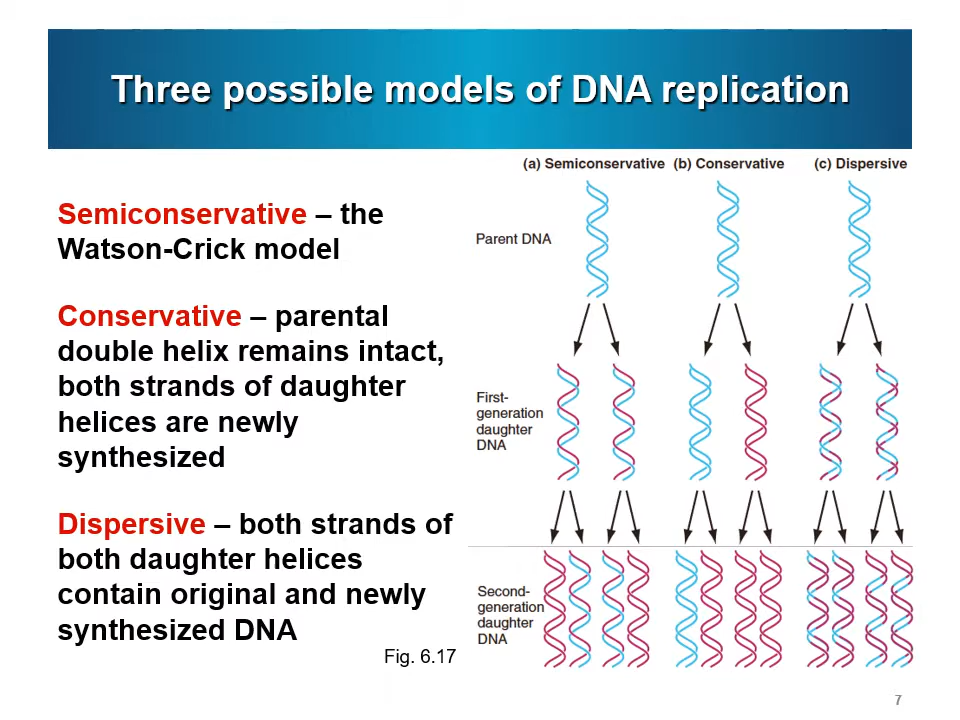 Three possible models of DNA replication
Semiconservative – the
Watson-Crick model
Conservative – parental
double helix remains intact,
both strands of daughter
helices are newly
synthesized
Dispersive – both strands of
both daughter helices
contain original and newly
synthesized DNA
Fig. 6.17
(a) Semiconservative (b) Conservative (c) Dispersive
Parent DNA
First-
generation
daughter
DNA
Second-
generation
daughter
DNA
7